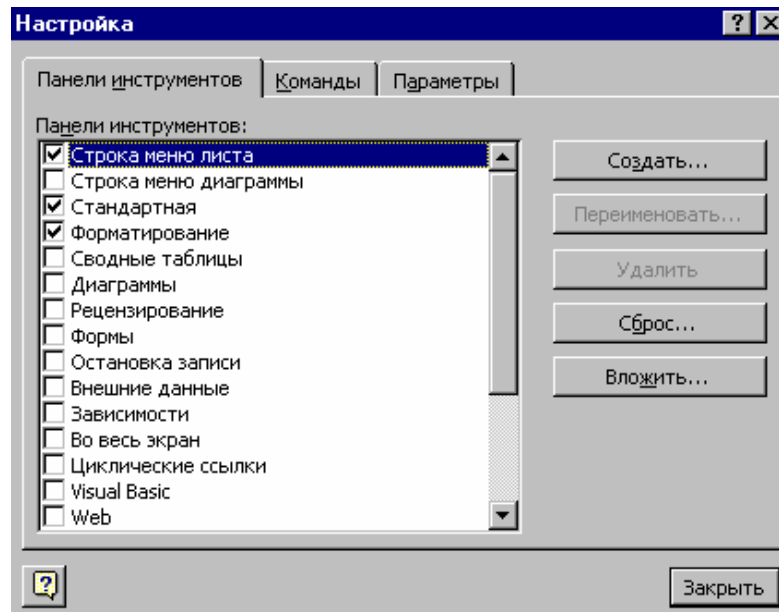 Настройка
Панели инструментов
Команды
Параметры
Панели инструментов:
Строка меню листа
Строка меню диаграммы
Стандартная
Форматирование
Сводные таблицы
Диаграммы
Рецензирование
Формы
Остановка записи
Внешние данные
Зависимости
Во весь экран
Циклические ссылки
Visual Basic
Web
Создать...
Переименовать...
Удалить
Сброс...
Вложить...
Закрыть